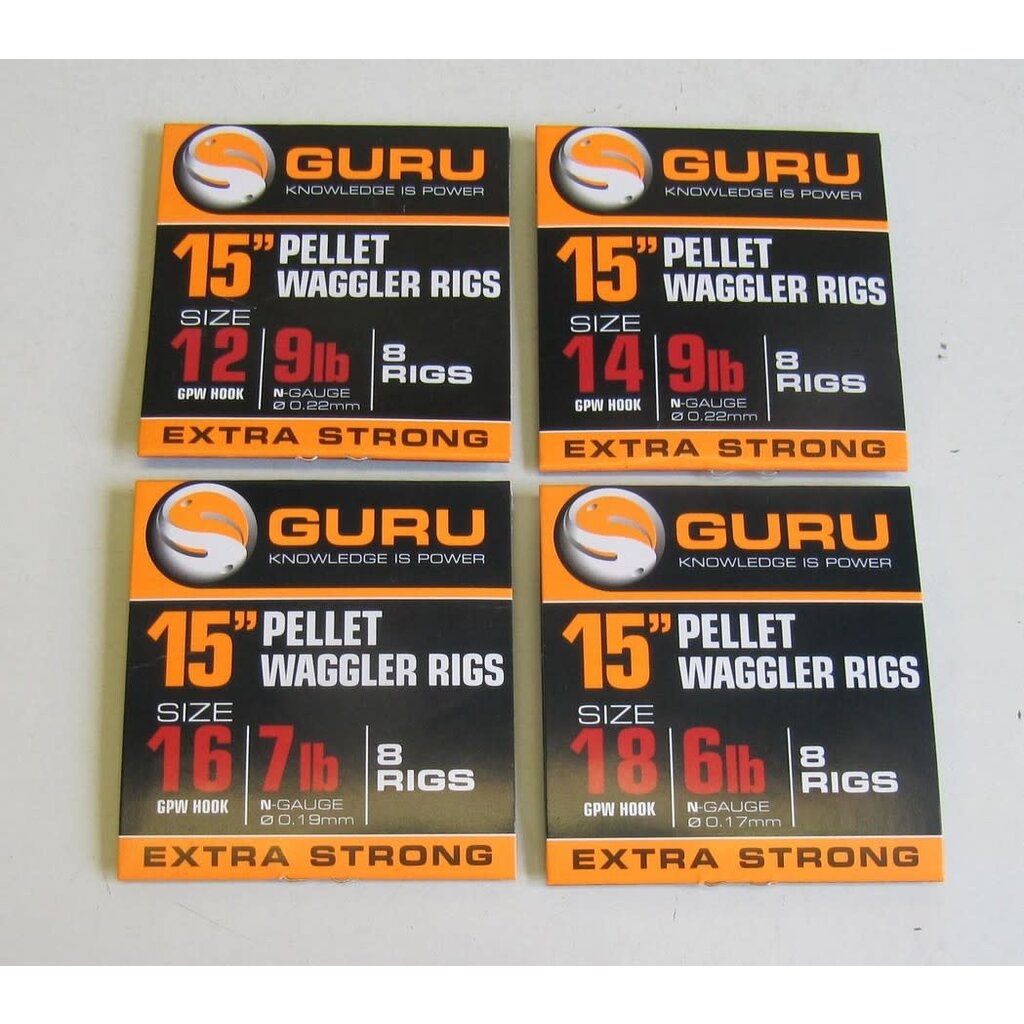 GURU
KNOWLEDGE IS POWER
15” PELLET
WAGGLER RIGS
SIZE
12 9lb 8
RIGS
GPW HOOK N-GAUGE
Ø 0.22mm
EXTRA STRONG
GURU
KNOWLEDGE IS POWER
15” PELLET
WAGGLER RIGS
SIZE
14 9lb 8
RIGS
GPW HOOK N-GAUGE
Ø 0.22mm
EXTRA STRONG
GURU
KNOWLEDGE IS POWER
15” PELLET
WAGGLER RIGS
SIZE
16 7lb 8
RIGS
GPW HOOK N-GAUGE
Ø 0.19mm
EXTRA STRONG
GURU
KNOWLEDGE IS POWER
15” PELLET
WAGGLER RIGS
SIZE
18 6lb 8
RIGS
GPW HOOK N-GAUGE
Ø 0.17mm
EXTRA STRONG